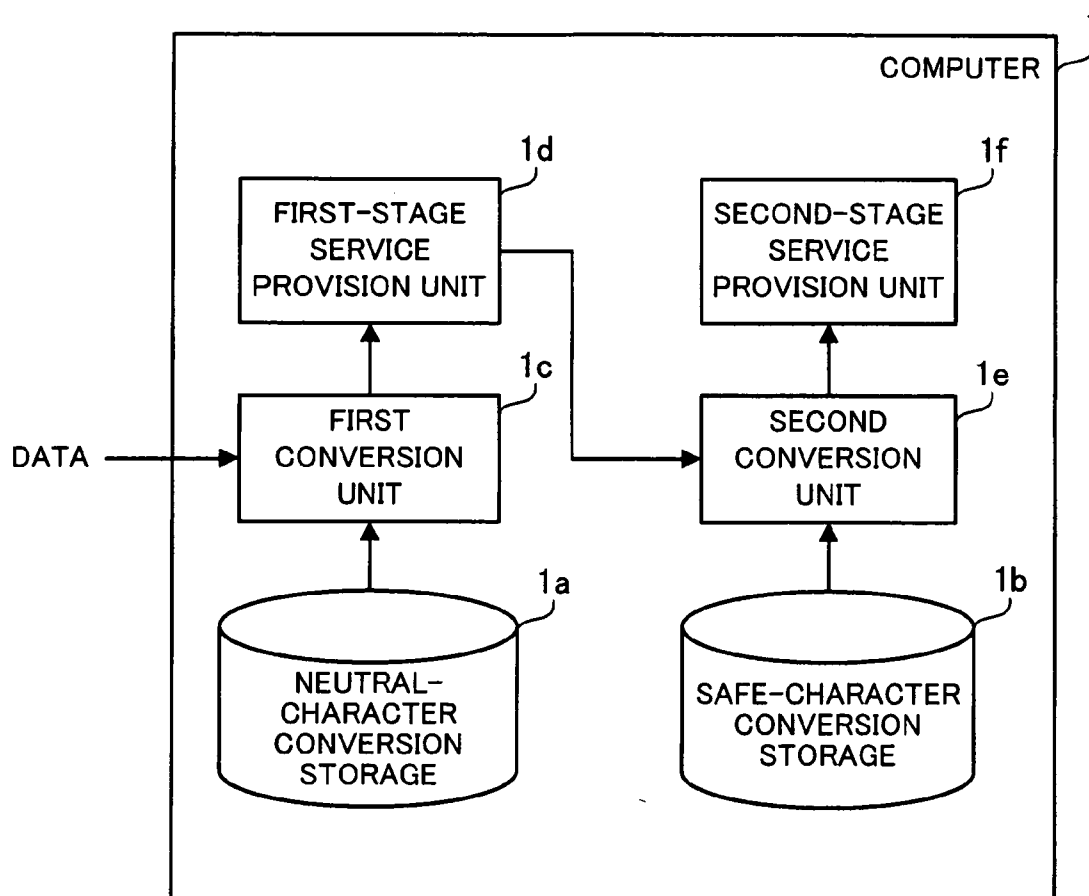 COMPUTER
1d
FIRST-STAGE
SERVICE
PROVISION UNIT
1f
SECOND-STAGE
SERVICE
PROVISION UNIT
1c
FIRST
CONVERSION
UNIT
1e
SECOND
CONVERSION
UNIT
DATA
1a
NEUTRAL-
CHARACTER
CONVERSION
STORAGE
1b
SAFE-CHARACTER
CONVERSION
STORAGE